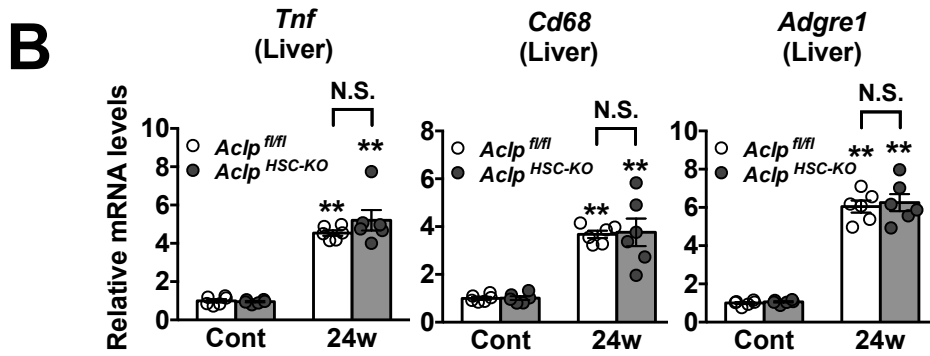 B
Tnf
(Liver)
Cd68
(Liver)
Adgre1
(Liver)
Relative mRNA levels
N.S.
10
8
6
4
2
0
Aclp fl/fl
Aclp HSC-KO
**
**
Cont
24w
N.S.
8
6
4
2
0
Aclp fl/fl
Aclp HSC-KO
**
**
Cont
24w
N.S.
10
8
6
4
2
0
Aclp fl/fl
Aclp HSC-KO
**
**
Cont
24w